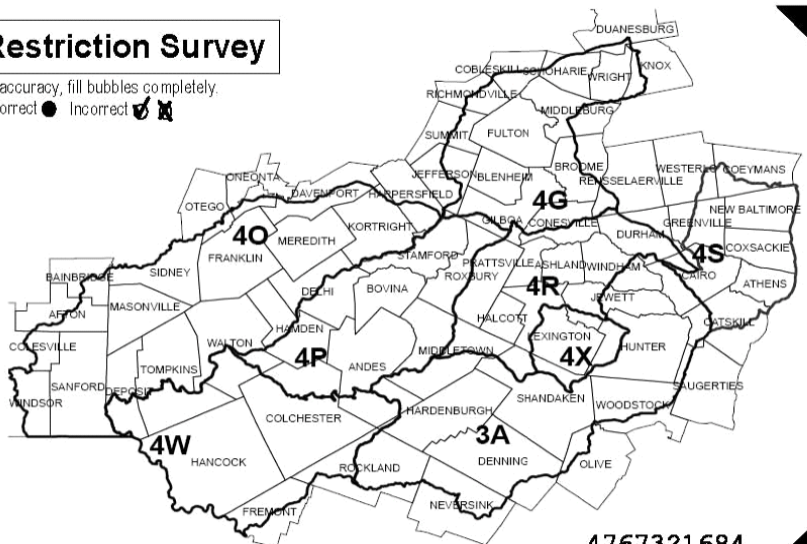 Restriction Survey
accuracy, fill bubbles completely.
orrect Incorrect
DUANESBURG
COBLESKILL SCHOHARIE WRIGHT KNOX
RICHMONDVILLE
MIDDLEBURG
SUMMIT FULTON
ONEONTA JEFFERSON BLENHEIM BROOME WESTERLO COEYMANS
OTEGO DAVENPORT HARPERSFIELD 4G RENSSELAERVILLE
4O MEREDITH KORTRIGHT GILBOA CONESVILLE GREENVILLE NEW BALTIMORE
FRANKLIN STAMFORD DURHAM 4S COXSACKIE
BAINBRIDGE SIDNEY ROXBURY PRATTSVILLE ASHLAND WINDHAM CAIRO ATHENS
AFTON MASONVILLE DELHI BOVINA 4R JEWETT
HALCOTT CATSKILL
COLESVILLE WALTON HAMDEN 4P MIDDLETOWN LEXINGTON 4X HUNTER
TOMPKINS ANDES
WINDSOR SANFORD DEPOSIT SHANDAKEN WOODSTOCK SAUGERTIES
COLCHESTER HARDENBURGH
4W HANCOCK 3A
ROCKLAND DENNING OLIVE
FREMONT NEVERSINK
4767321684